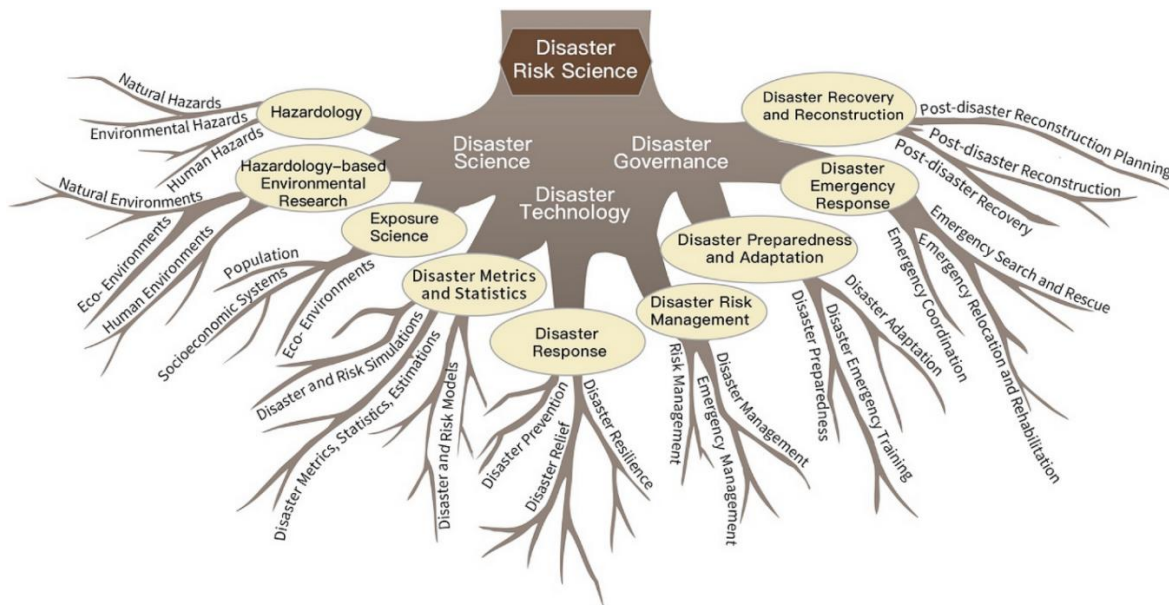 Disaster
Risk Science
Disaster
Science
Disaster
Governance
Disaster
Technology
Hazardology
Natural Hazards
Environmental Hazards
Human Hazards
Hazardology-based
Environmental
Research
Natural Environments
Eco- Environments
Human Environments
Exposure
Science
Population
Socioeconomic Systems
Eco- Environments
Disaster Metrics
and Statistics
Disaster and Risk Simulations
Disaster Metrics, Statistics, Estimations
Disaster and Risk Models
Disaster
Response
Disaster Prevention
Disaster Relief
Disaster Resilience
Disaster Risk
Management
Risk Management
Emergency Management
Disaster Management
Disaster Preparedness
and Adaptation
Disaster Preparedness
Disaster Emergency Training
Disaster Adaptation
Disaster
Emergency
Response
Emergency Coordination
Emergency Relocation and Rehabilitation
Emergency Search and Rescue
Disaster Recovery
and Reconstruction
Post-disaster Recovery
Post-disaster Reconstruction
Post-disaster Reconstruction Planning